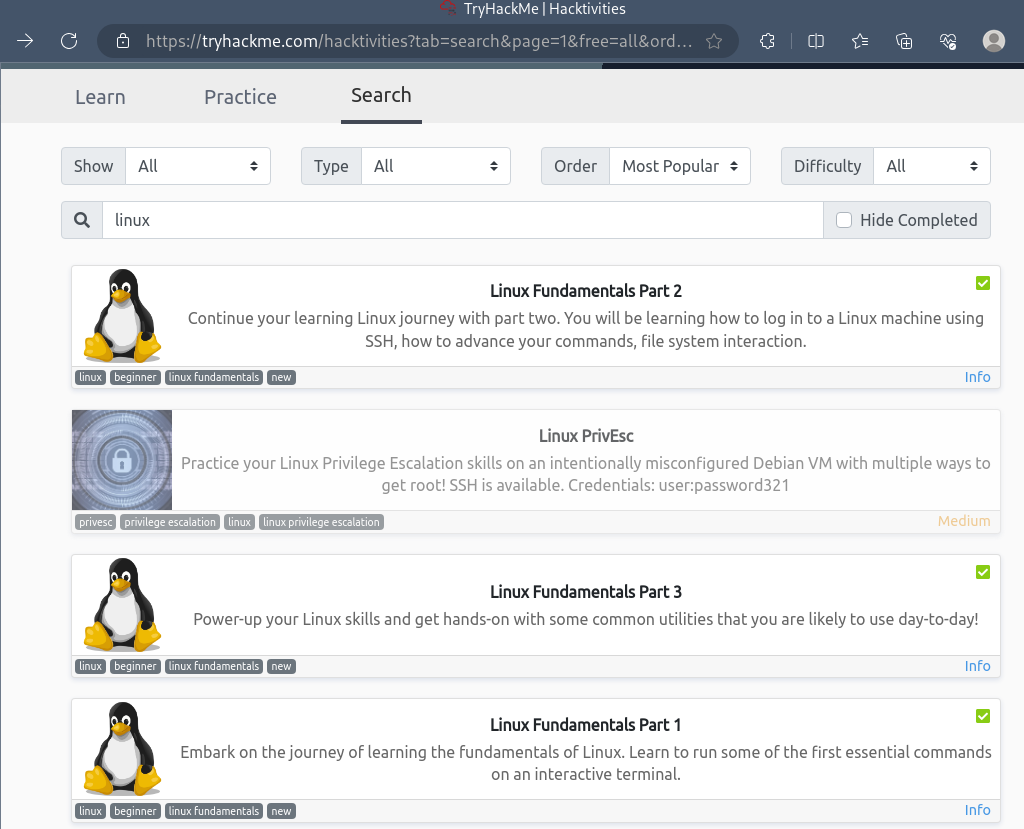 TryHackMe | Hacktivities
https://tryhackme.com/hacktivities?tab=search&page=1&free=all&ord...
Learn Practice Search
Show All Type All Order Most Popular Difficulty All
linux Hide Completed
Linux Fundamentals Part 2
Continue your learning Linux journey with part two. You will be learning how to log in to a Linux machine using
SSH, how to advance your commands, file system interaction.
linux beginner linux fundamentals new Info
Linux PrivEsc
Practice your Linux Privilege Escalation skills on an intentionally misconfigured Debian VM with multiple ways to
get root! SSH is available. Credentials: user:password321
privesc privilege escalation linux linux privilege escalation Medium
Linux Fundamentals Part 3
Power-up your Linux skills and get hands-on with some common utilities that you are likely to use day-to-day!
linux beginner linux fundamentals new Info
Linux Fundamentals Part 1
Embark on the journey of learning the fundamentals of Linux. Learn to run some of the first essential commands
on an interactive terminal.
linux beginner linux fundamentals new Info